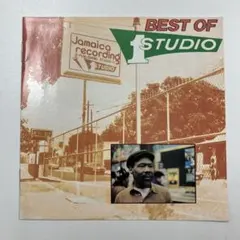 BEST OF
1
STUDIO
Jamaica
recording